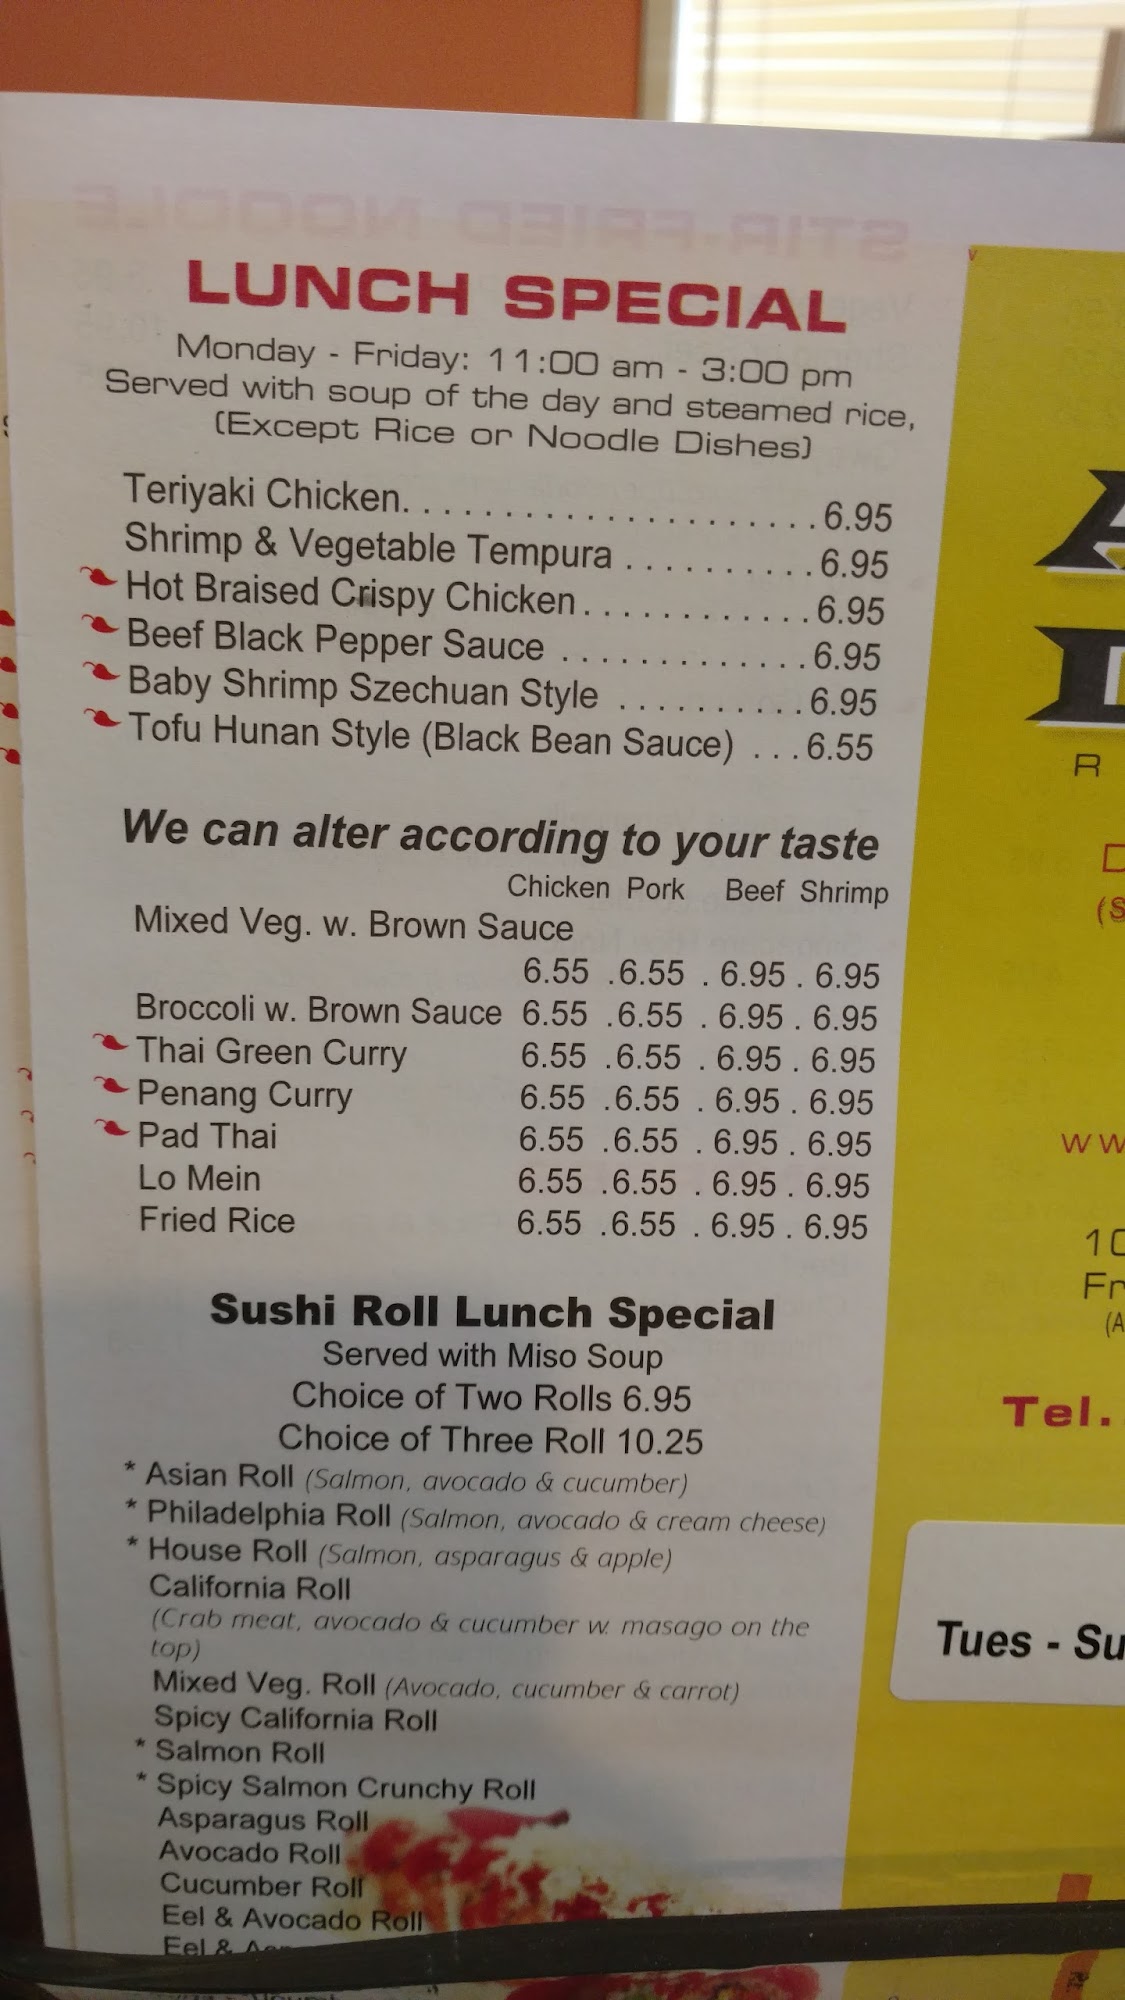 LUNCH SPECIAL
Monday - Friday: 11:00 am - 3:00 pm
Served with soup of the day and steamed rice,
(Except Rice or Noodle Dishes)
Teriyaki Chicken. . . . . . . . . . . . . . . . . . . . . 6.95
Shrimp & Vegetable Tempura . . . . . . . . . . 6.95
Hot Braised Crispy Chicken . . . . . . . . . . . . 6.95
Beef Black Pepper Sauce . . . . . . . . . . . . . 6.95
Baby Shrimp Szechuan Style . . . . . . . . . . 6.95
Tofu Hunan Style (Black Bean Sauce) . . . 6.55
We can alter according to your taste
Chicken Pork Beef Shrimp
Mixed Veg. w. Brown Sauce
6.55 .6.55 . 6.95 . 6.95
Broccoli w. Brown Sauce 6.55 .6.55 . 6.95 . 6.95
Thai Green Curry 6.55 .6.55 . 6.95 . 6.95
Penang Curry 6.55 .6.55 . 6.95 . 6.95
Pad Thai 6.55 .6.55 . 6.95 . 6.95
Lo Mein 6.55 .6.55 . 6.95 . 6.95
Fried Rice 6.55 .6.55 . 6.95 . 6.95
Sushi Roll Lunch Special
Served with Miso Soup
Choice of Two Rolls 6.95
Choice of Three Roll 10.25
* Asian Roll (Salmon, avocado & cucumber)
* Philadelphia Roll (Salmon, avocado & cream cheese)
* House Roll (Salmon, asparagus & apple)
California Roll
(Crab meat, avocado & cucumber w. masago on the
top)
Mixed Veg. Roll (Avocado, cucumber & carrot)
Spicy California Roll
* Salmon Roll
* Spicy Salmon Crunchy Roll
Asparagus Roll
Avocado Roll
Cucumber Roll
Eel & Avocado Roll
Eel &
Tel.
Tues - Su